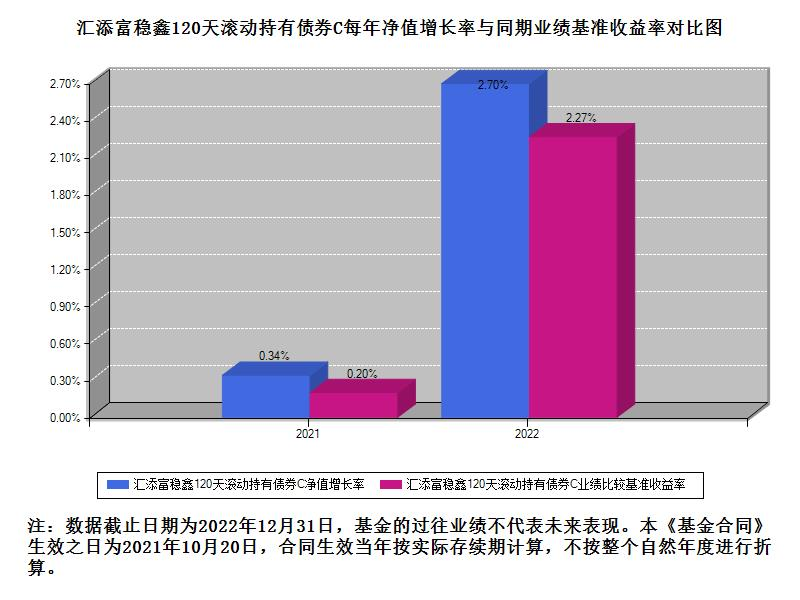 汇添富稳鑫120天滚动持有债券C每年净值增长率与同期业绩基准收益率对比图
2.70%
2.40%
2.10%
1.80%
1.50%
1.20%
0.90%
0.60%
0.30%
0.00%
0.34%
0.20%
2.70%
2.27%
2021
2022
汇添富稳鑫120天滚动持有债券C净值增长率
汇添富稳鑫120天滚动持有债券C业绩比较基准收益率
注：数据截止日期为2022年12月31日，基金的过往业绩不代表未来表现。本《基金合同》
生效之日为2021年10月20日，合同生效当年按实际存续期计算，不按整个自然年度进行折
算。